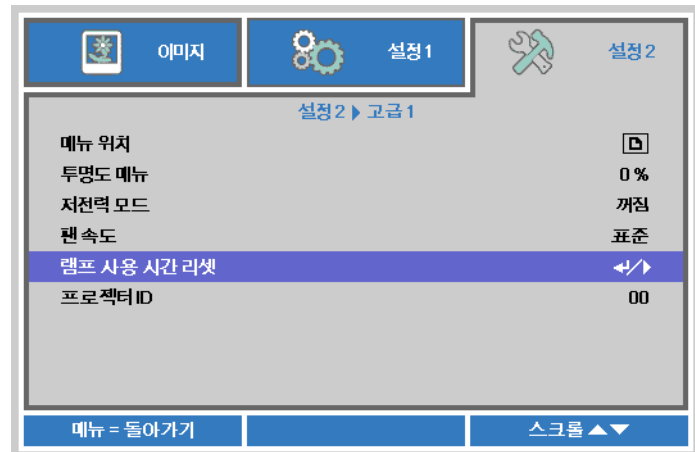 이미지 설정1 설정2
설정2 ▶ 고급1
메뉴 위치
투명도 메뉴 0 %
저전력 모드 꺼짐
팬 속도 표준
램프 사용 시간 리셋 ↵/▶
프로젝터 ID 00
메뉴 = 돌아가기 스크롤 ▲▼